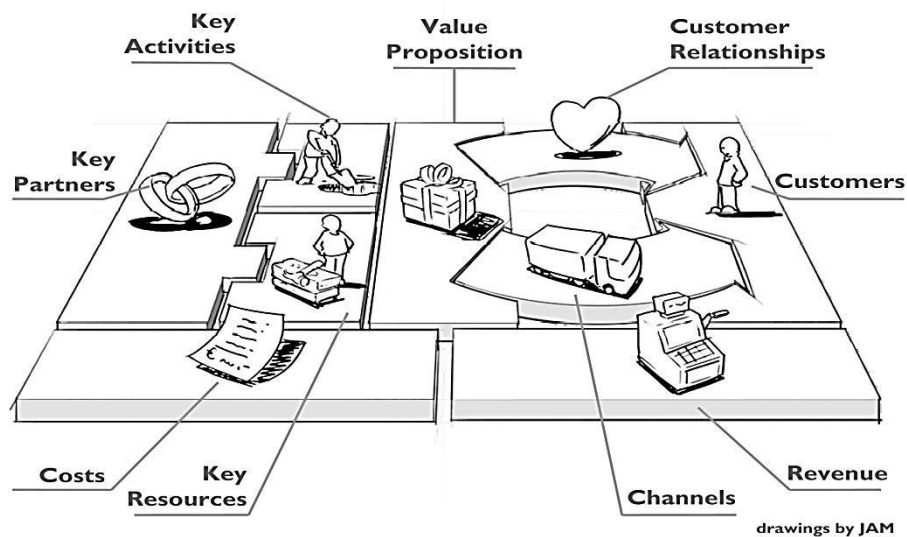 Key
Activities
Value
Proposition
Customer
Relationships
Key
Partners
Customers
Costs
Key
Resources
Channels
Revenue
drawings by JAM